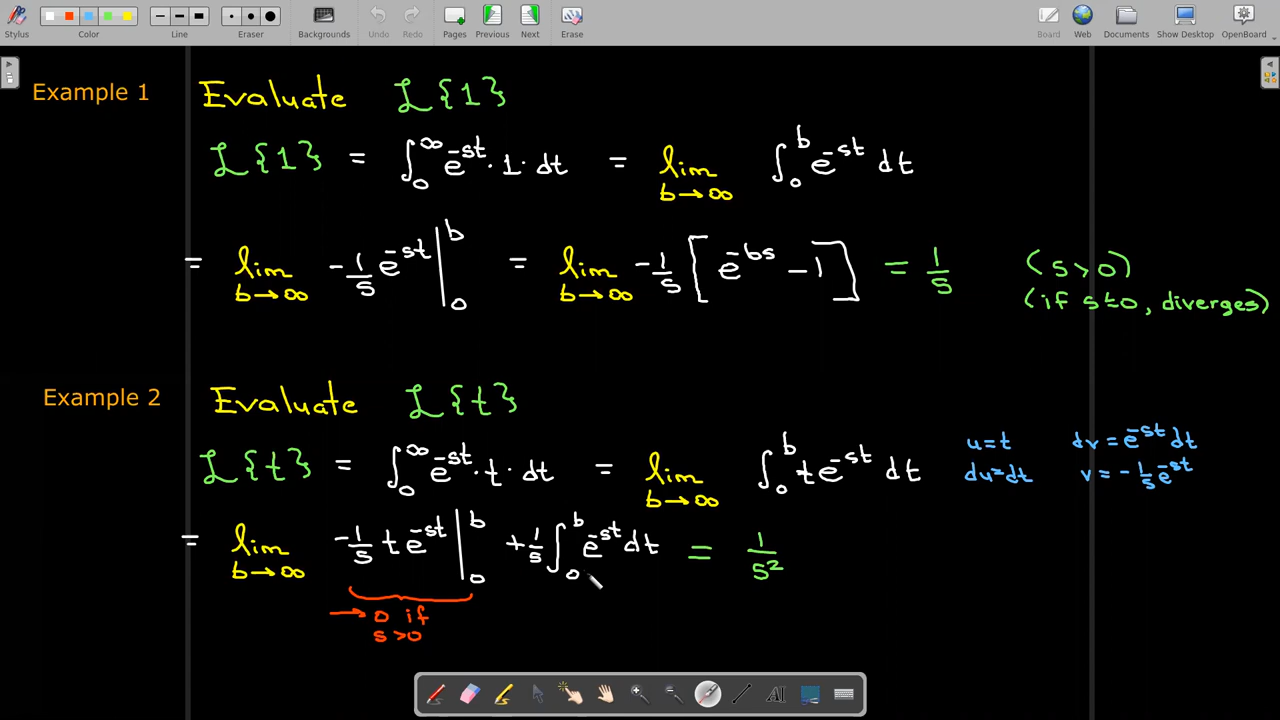 Stylus Color Line Eraser Backgrounds Undo Redo Pages Previous Next Erase Board Web Documents Show Desktop OpenBoard
Example 1 Evaluate ℒ{1}
ℒ{1} = ∫₀^∞ e^{-st} · 1 · dt = lim_{b→∞} ∫₀^b e^{-st} dt
= lim_{b→∞} -1/s e^{-st} |₀^b = lim_{b→∞} -1/s [e^{-bs} - 1] = 1/s (s>0)
(if s≤0, diverges)
Example 2 Evaluate ℒ{t}
ℒ{t} = ∫₀^∞ e^{-st} · t · dt = lim_{b→∞} ∫₀^b t e^{-st} dt
u=t dv=e^{-st} dt
du=dt v=-1/s e^{-st}
= lim_{b→∞} -1/s t e^{-st} |₀^b + 1/s ∫₀^b e^{-st} dt = 1/s²
→ 0 if
s>0
AI